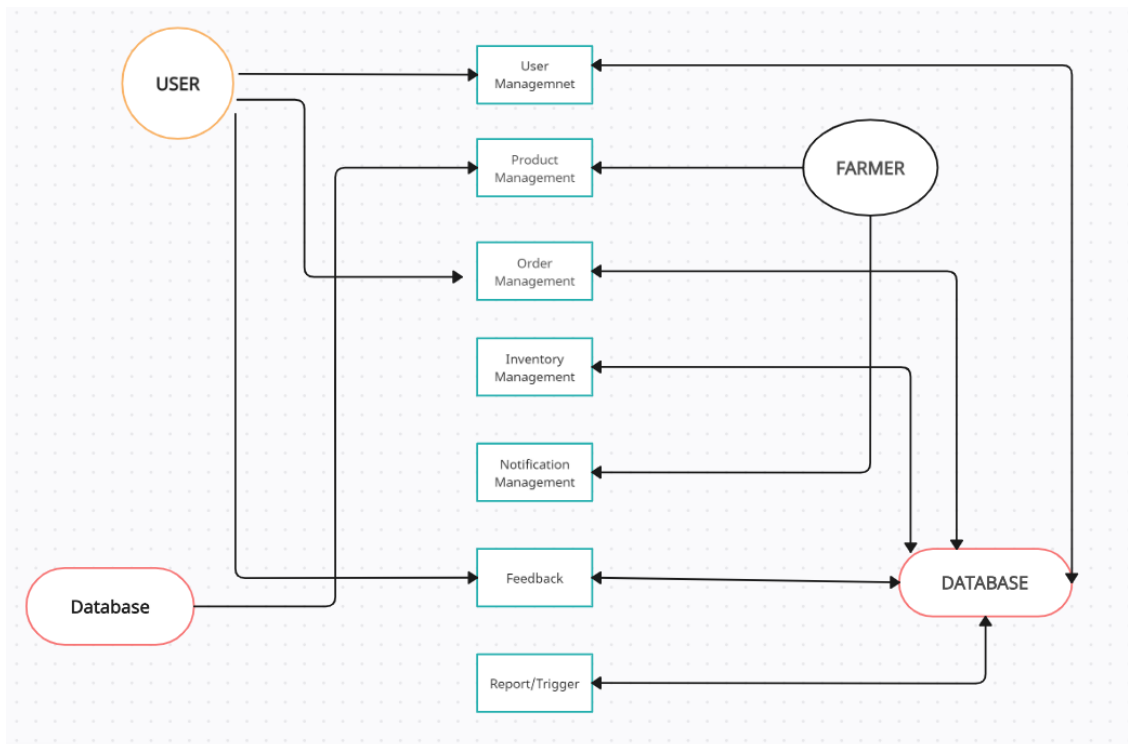 USER
User
Managemnet
Product
Management
FARMER
Order
Management
Inventory
Management
Notification
Management
Feedback
DATABASE
Database
Report/Trigger